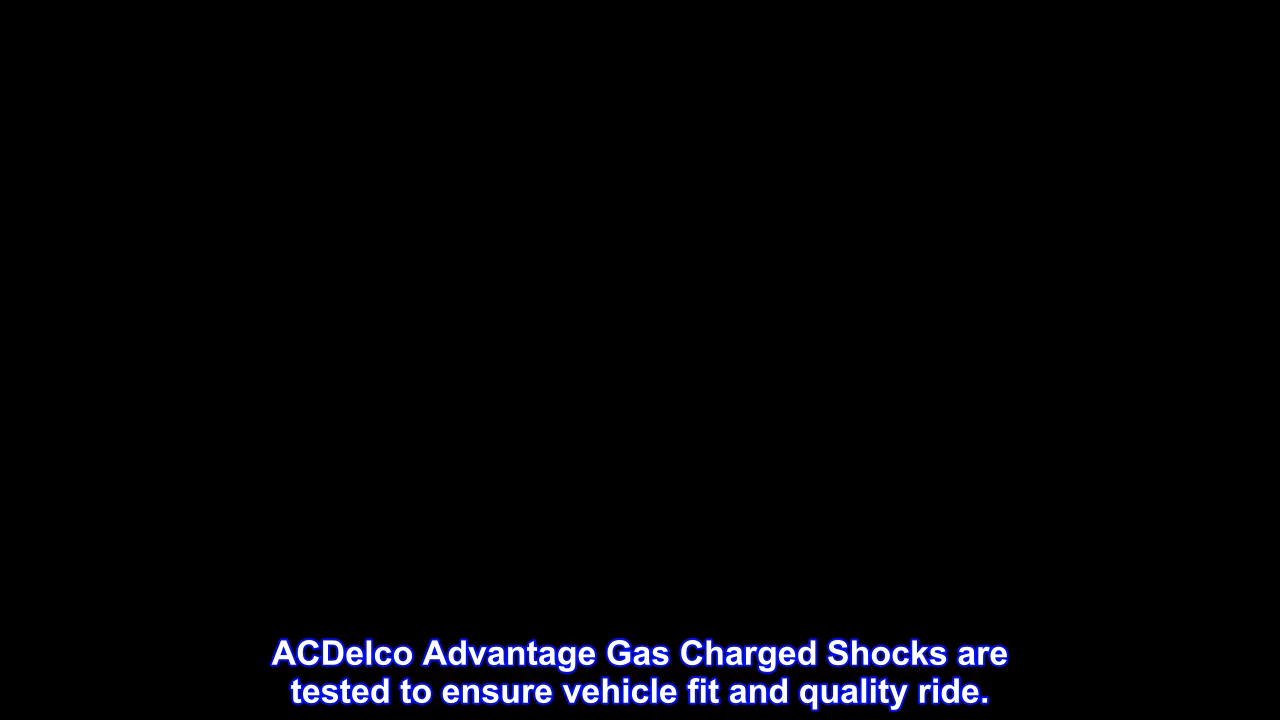 ACDelco Advantage Gas Charged Shocks are
tested to ensure vehicle fit and quality ride.